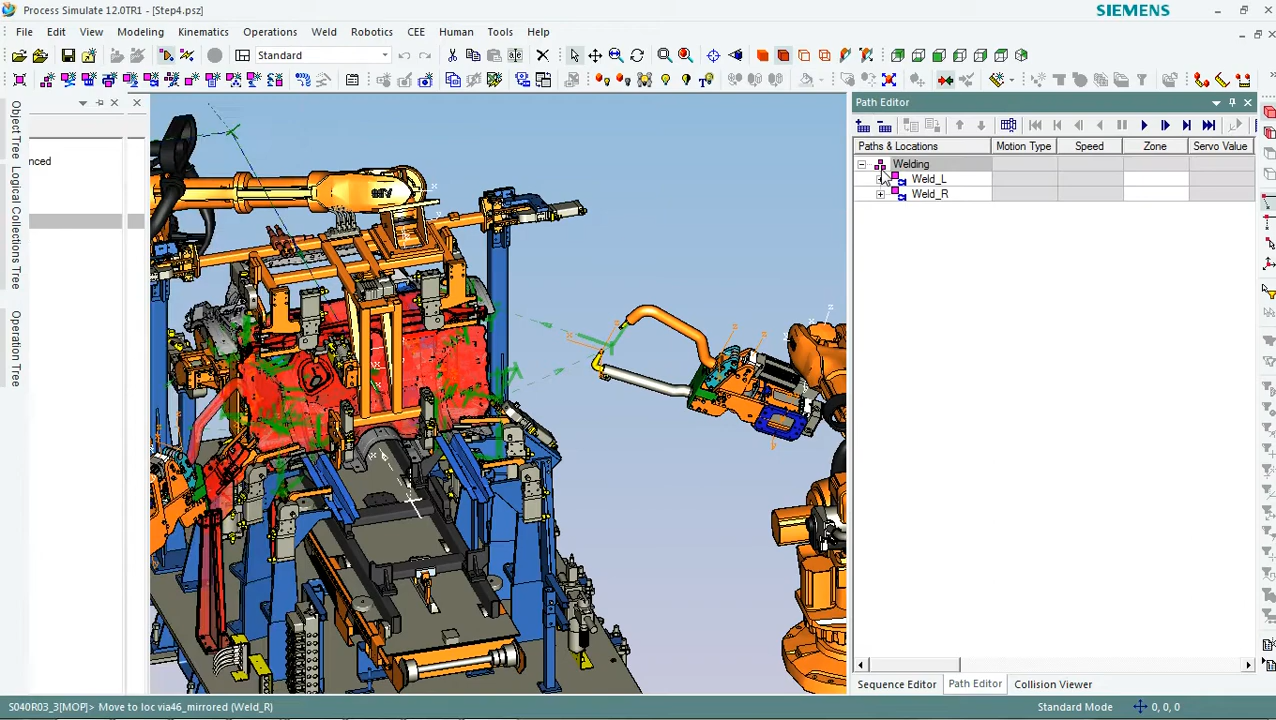 Process Simulate 12.0TR1 - [Step4.psz]
SIEMENS
File Edit View Modeling Kinematics Operations Weld Robotics CEE Human Tools Help
Standard
Object Tree
Logical Collections Tree
Operation Tree
nced
Path Editor
Paths & Locations Motion Type Speed Zone Servo Value
Welding
Weld_L
Weld_R
Sequence Editor Path Editor Collision Viewer
S040R03_3[MOP]> Move to loc via46_mirrored (Weld_R)
Standard Mode 0, 0, 0